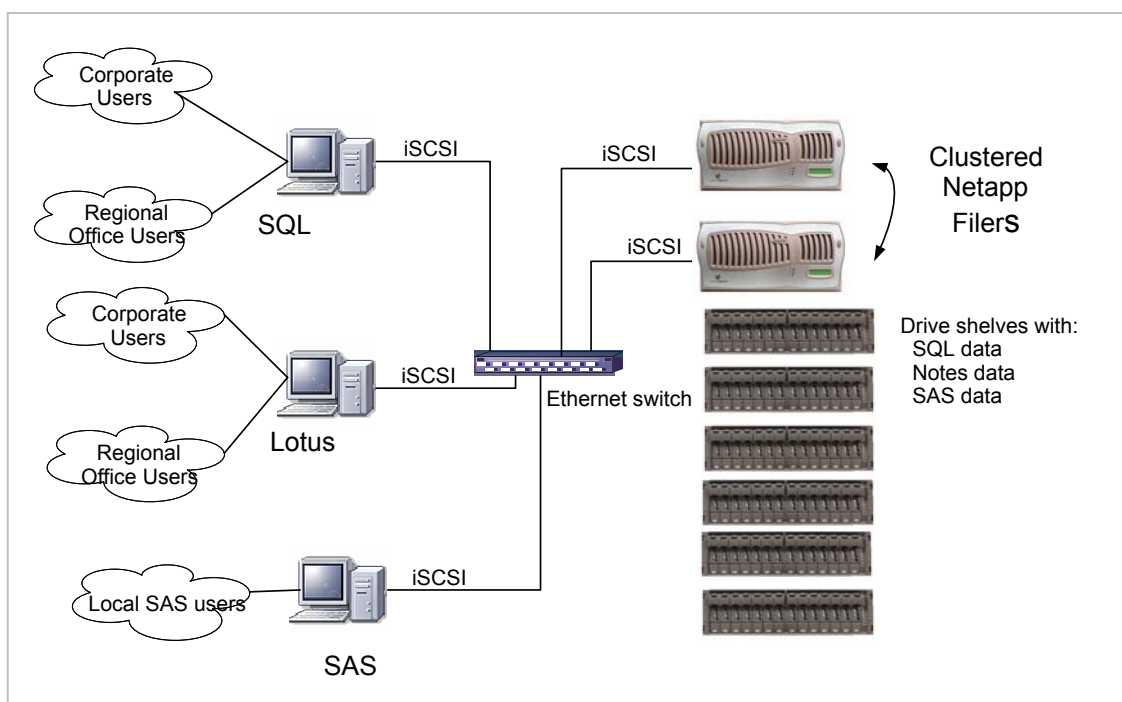 Corporate
Users
iSCSI
Regional
Office Users
SQL
Corporate
Users
iSCSI
Regional
Office Users
Lotus
Local SAS users
iSCSI
SAS
Ethernet switch
iSCSI
iSCSI
Clustered
Netapp
Filers
Drive shelves with:
SQL data
Notes data
SAS data